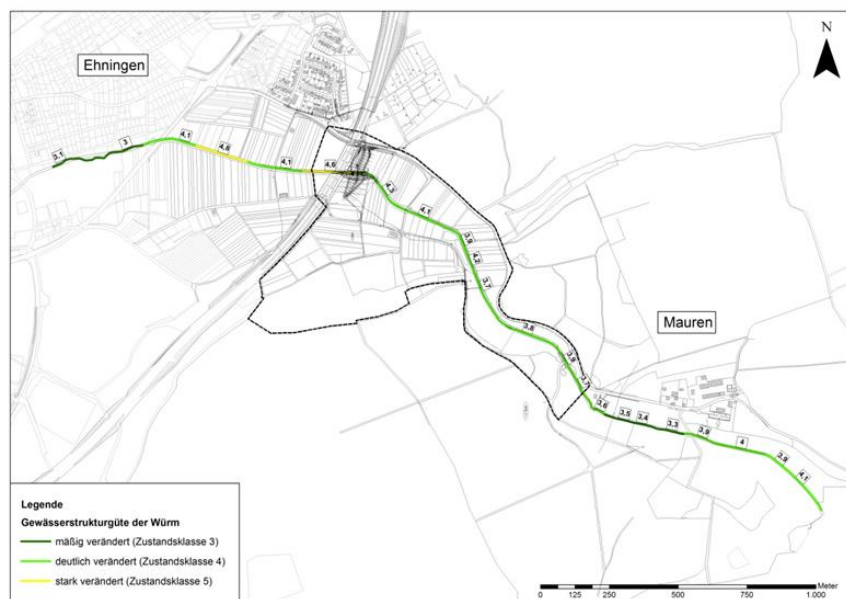 N
Ehningen
3,1
3
4,1
4,8
4,1
4,6
4,3
4,1
3,9
4,2
3,7
3,8
3,9
3,7
Mauren
3,6
3,5
3,4
3,3
3,9
4
3,9
4,1
Legende
Gewässerstrukturgüte der Würm
mäßig verändert (Zustandsklasse 3)
deutlich verändert (Zustandsklasse 4)
stark verändert (Zustandsklasse 5)
Meter
0 125 250 500 750 1.000